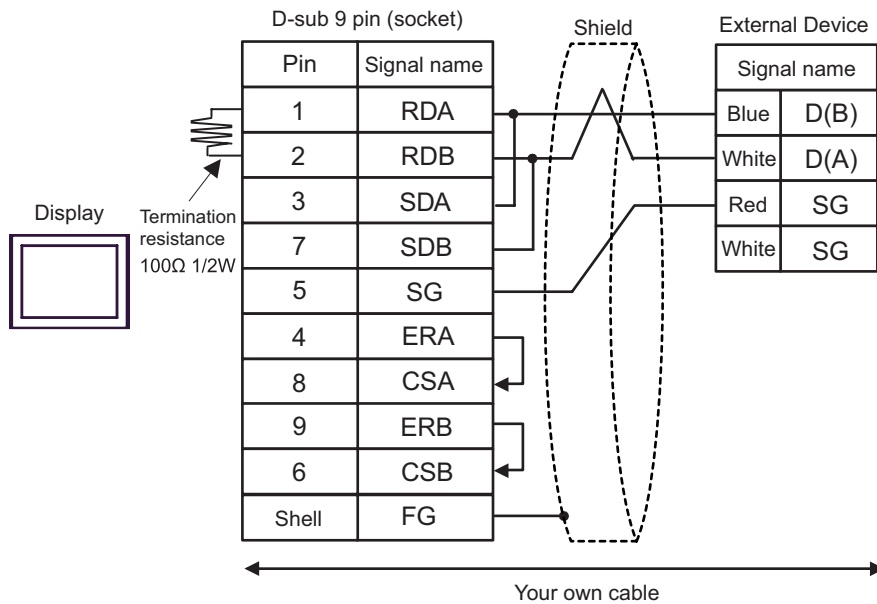 D-sub 9 pin (socket)
Shield
External Device
Pin Signal name
Signal name
1 RDA
Blue D(B)
2 RDB
White D(A)
3 SDA
Red SG
7 SDB
White SG
5 SG
4 ERA
8 CSA
9 ERB
6 CSB
Shell FG
Display
Termination
resistance
100Ω 1/2W
Your own cable